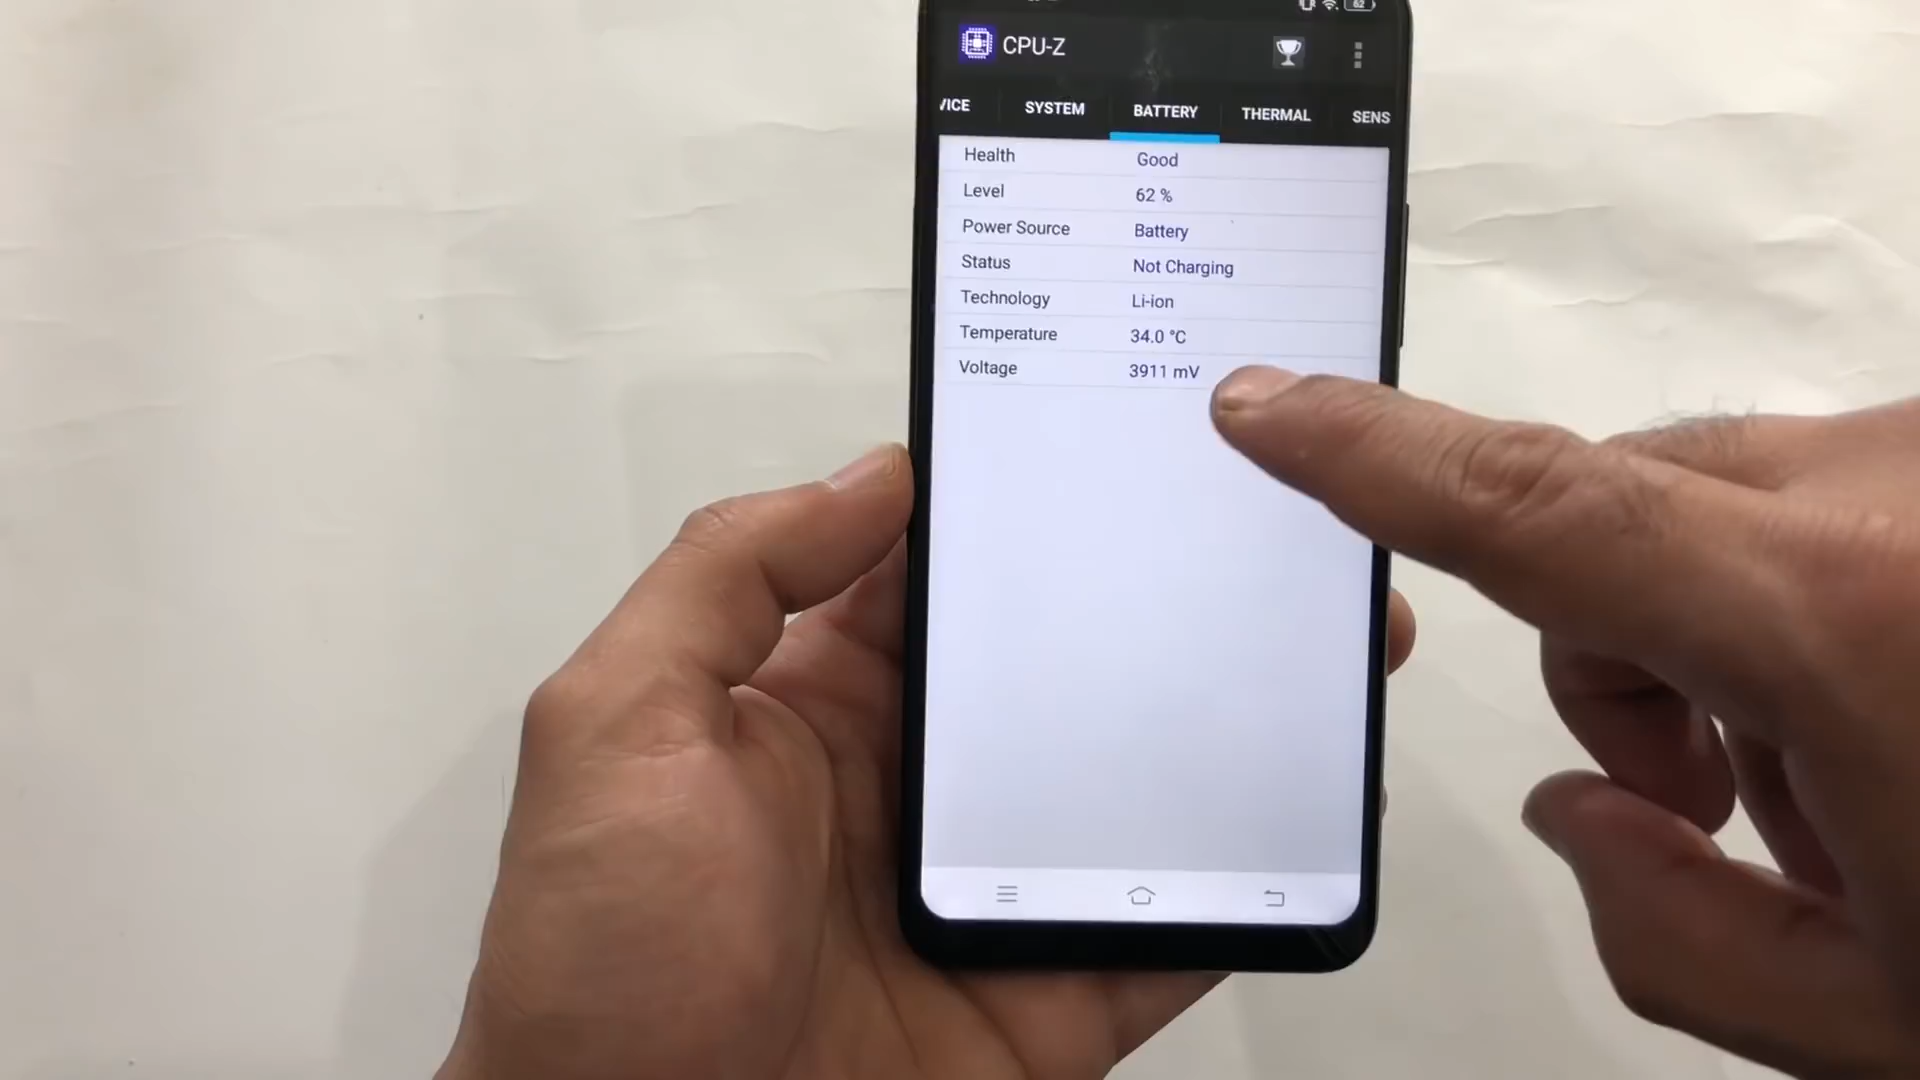 62
CPU-Z
VICE SYSTEM BATTERY THERMAL SENS
Health Good
Level 62 %
Power Source Battery
Status Not Charging
Technology Li-ion
Temperature 34.0 °C
Voltage 3911 mV